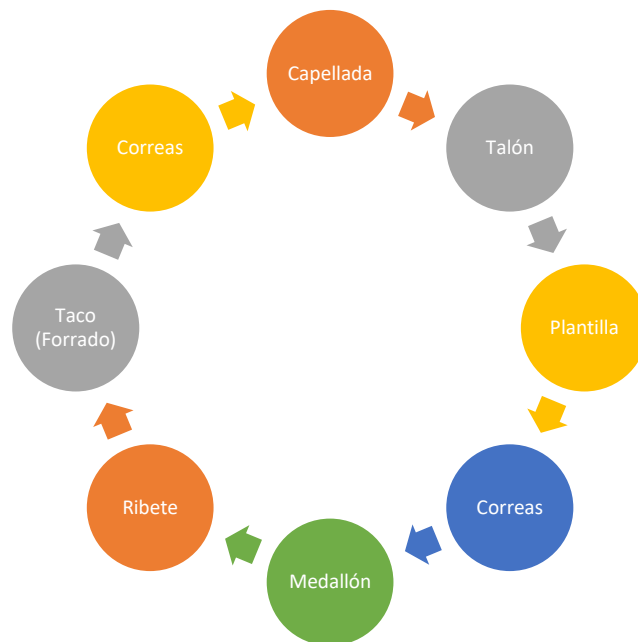 Capellada
Talón
Plantilla
Correas
Medallón
Ribete
Taco
(Forrado)
Correas